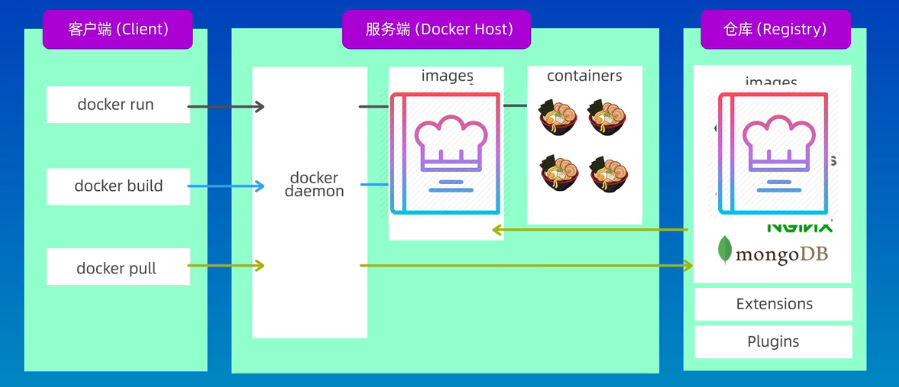 客户端 (Client)
服务端 (Docker Host)
仓库 (Registry)
docker run
docker build
docker pull
docker
daemon
images
containers
images
NGINX
mongoDB
Extensions
Plugins